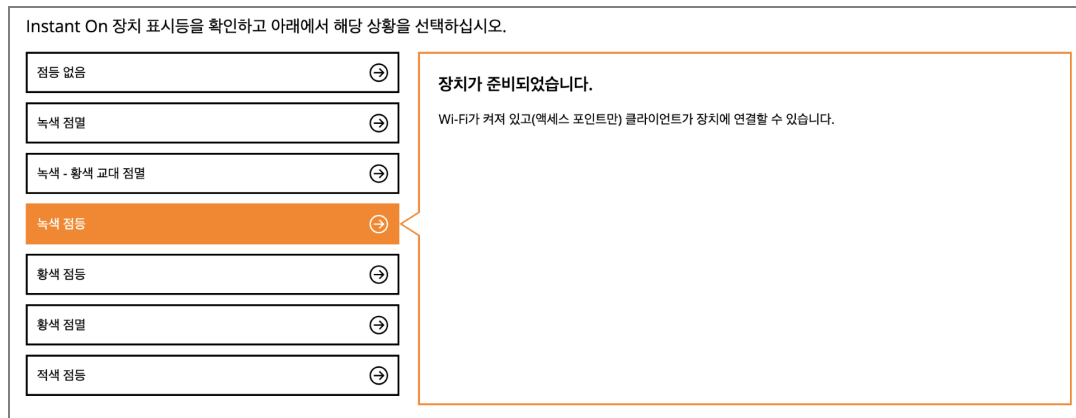 Instant On 장치 표시등을 확인하고 아래에서 해당 상황을 선택하십시오.
점등 없음
녹색 점멸
녹색 - 황색 교대 점멸
녹색 점등
황색 점등
황색 점멸
적색 점등
장치가 준비되었습니다.
Wi-Fi가 켜져 있고(액세스 포인트만) 클라이언트가 장치에 연결할 수 있습니다.